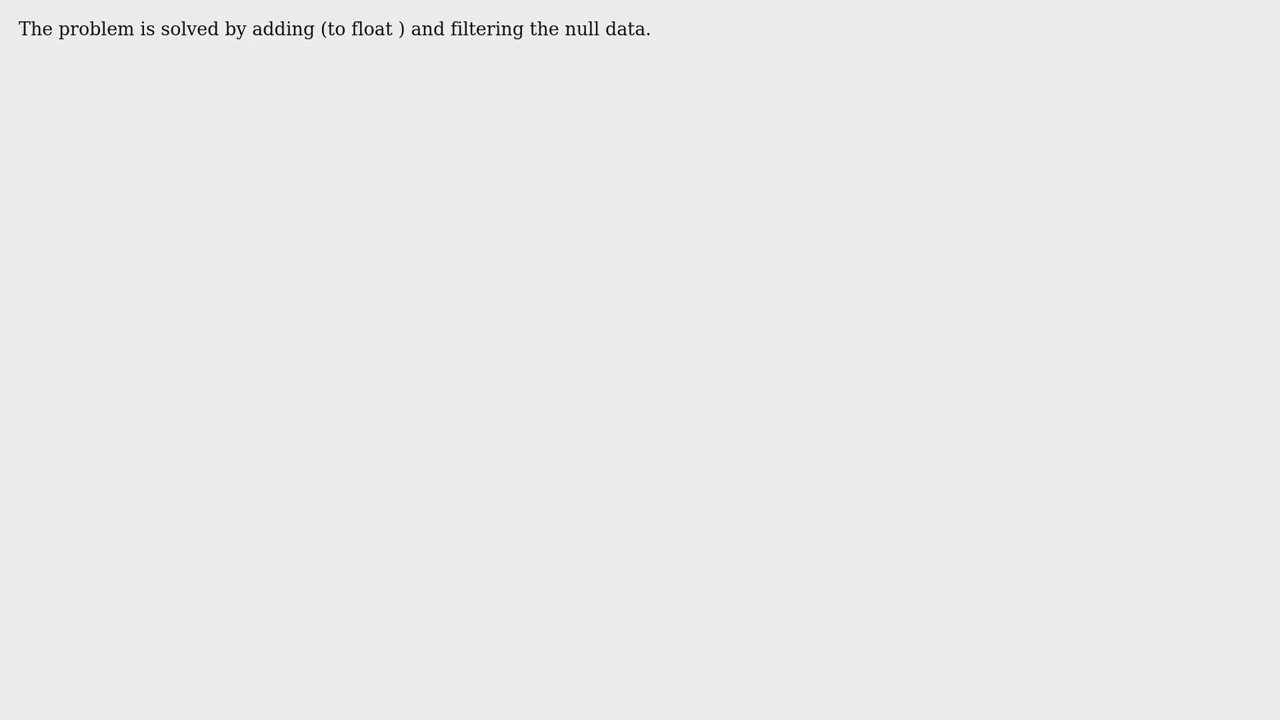 The problem is solved by adding (to float ) and filtering the null data.